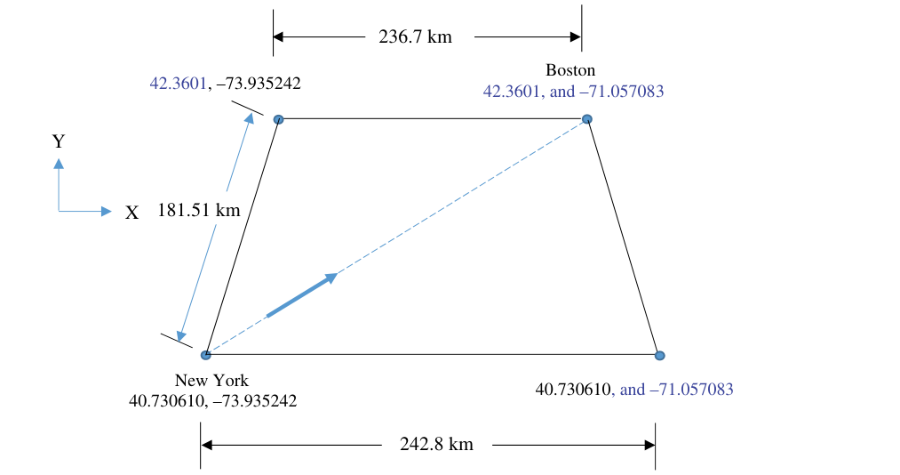 236.7 km
Boston
42.3601, and –71.057083
42.3601, –73.935242
Y
X
181.51 km
New York
40.730610, –73.935242
40.730610, and –71.057083
242.8 km